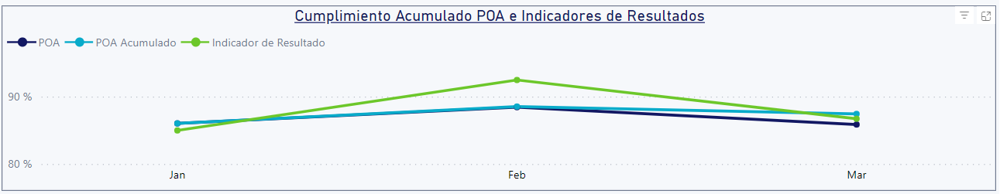 Cumplimiento Acumulado POA e Indicadores de Resultados
POA POA Acumulado Indicador de Resultado
90 %
80 %
Jan Feb Mar